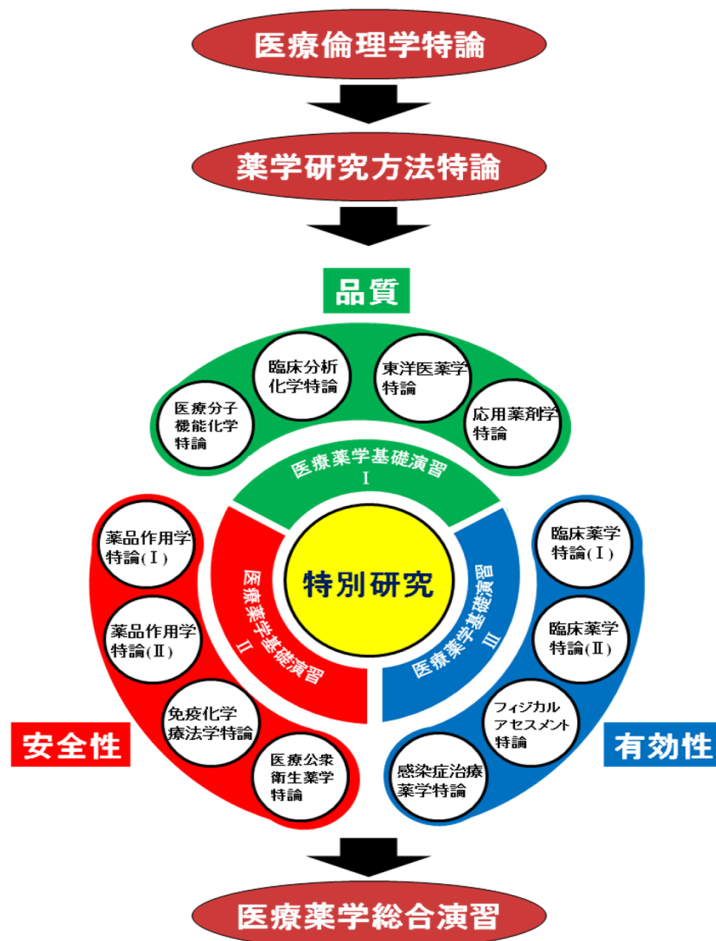 医療倫理学特論
薬学研究方法特論
品質
医療分子
機能化学
特論
臨床分析
化学特論
東洋医薬学
特論
応用薬剤学
特論
医療薬学基礎演習
Ⅰ
薬品作用学
特論(Ⅰ)
薬品作用学
特論(Ⅱ)
免疫化学
療法学特論
医療公衆
衛生薬学
特論
安全性
医療薬学基礎演習
Ⅱ
特別研究
医療薬学基礎演習
Ⅲ
臨床薬学
特論(Ⅰ)
臨床薬学
特論(Ⅱ)
フィジカル
アセスメント
特論
感染症治療
薬学特論
有効性
医療薬学総合演習